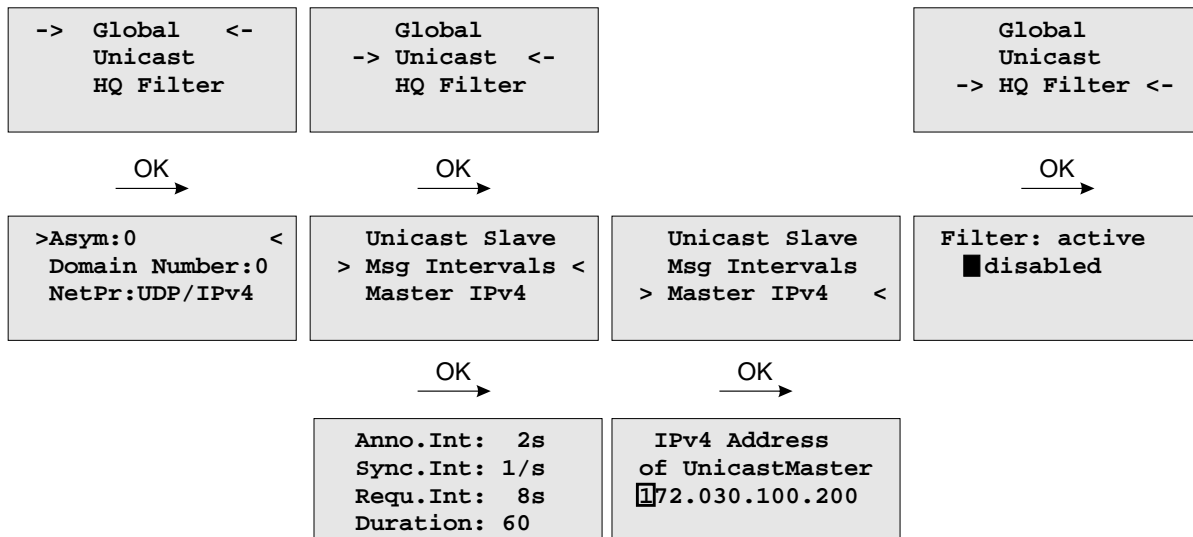 -> Global <-
Unicast
HQ Filter
Global
-> Unicast <-
HQ Filter
Global
Unicast
-> HQ Filter <-
OK
OK
OK
>Asym:0 <
Domain Number:0
NetPr:UDP/IPv4
Unicast Slave
> Msg Intervals <
Master IPv4
Unicast Slave
Msg Intervals
> Master IPv4 <
Filter: active
disabled
OK
OK
Anno.Int: 2s
Sync.Int: 1/s
Requ.Int: 8s
Duration: 60
IPv4 Address
of UnicastMaster
172.030.100.200